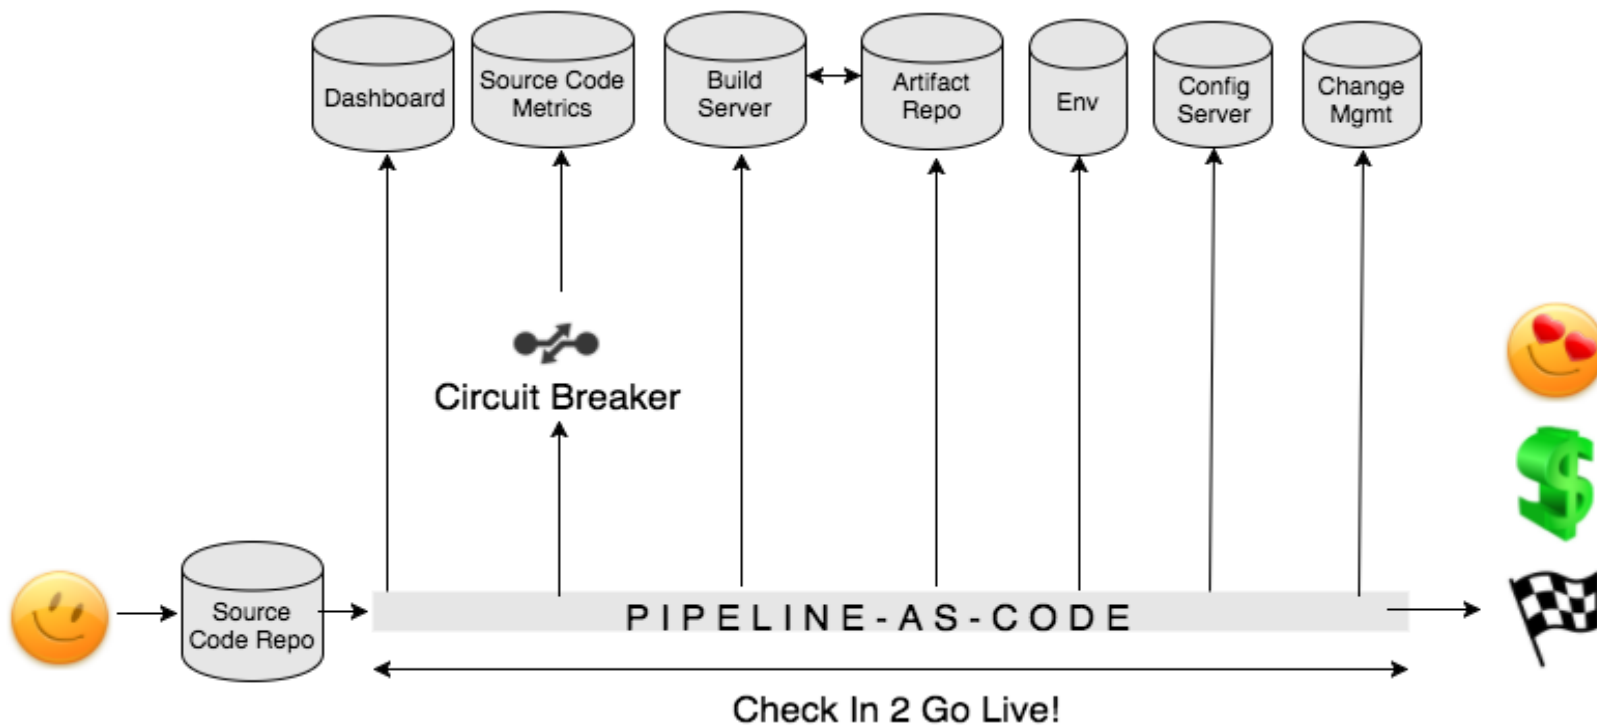 Dashboard
Source Code
Metrics
Build
Server
Artifact
Repo
Env
Config
Server
Change
Mgmt
Circuit Breaker
Source
Code Repo
PIPELINE-AS-CODE
Check In 2 Go Live!